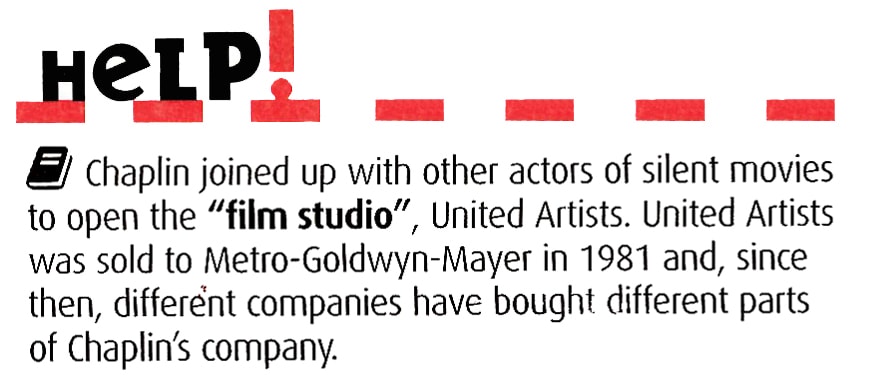 HeLP!
Chaplin joined up with other actors of silent movies
to open the “film studio”, United Artists. United Artists
was sold to Metro-Goldwyn-Mayer in 1981 and, since
then, different companies have bought different parts
of Chaplin's company.